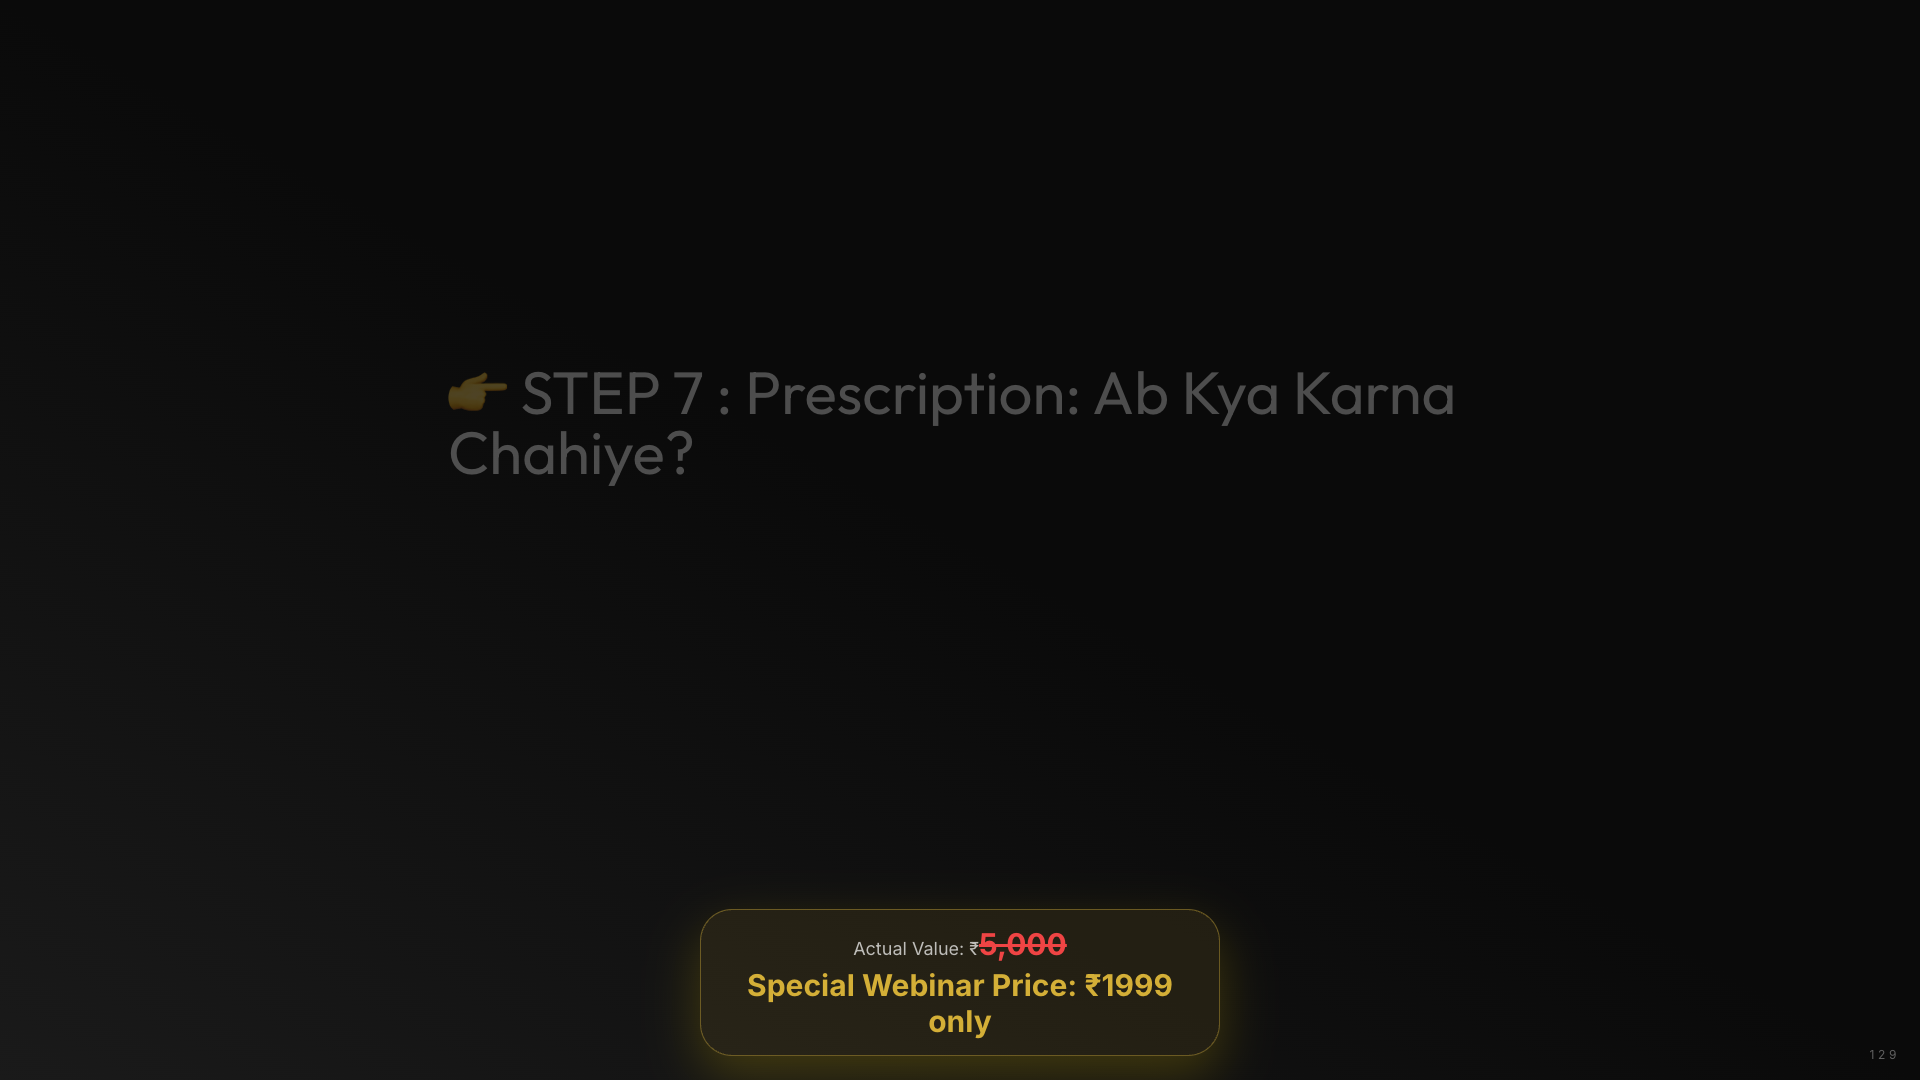 👉 STEP 7 : Prescription: Ab Kya Karna
Chahiye?
Actual Value: ₹5,000
Special Webinar Price: ₹1999
only
129